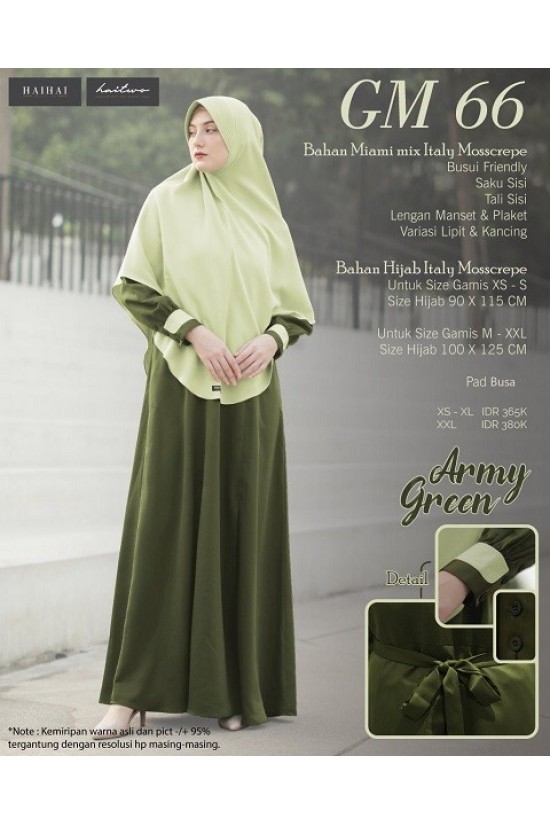 HAIHAI
haitwo
GM 66
Bahan Miami mix Italy Mosscrepe
Busui Friendly
Saku Sisi
Tali Sisi
Lengan Manset & Plaket
Variasi Lipit & Kancing
Bahan Hijab Italy Mosscrepe
Untuk Size Gamis XS - S
Size Hijab 90 X 115 CM
Untuk Size Gamis M - XXL
Size Hijab 100 X 125 CM
Pad Busa
XS - XL IDR 365K
XXL IDR 380K
Army
Green
Detail
*Note : Kemiripan warna asli dan pict -/+ 95%
tergantung dengan resolusi hp masing-masing.